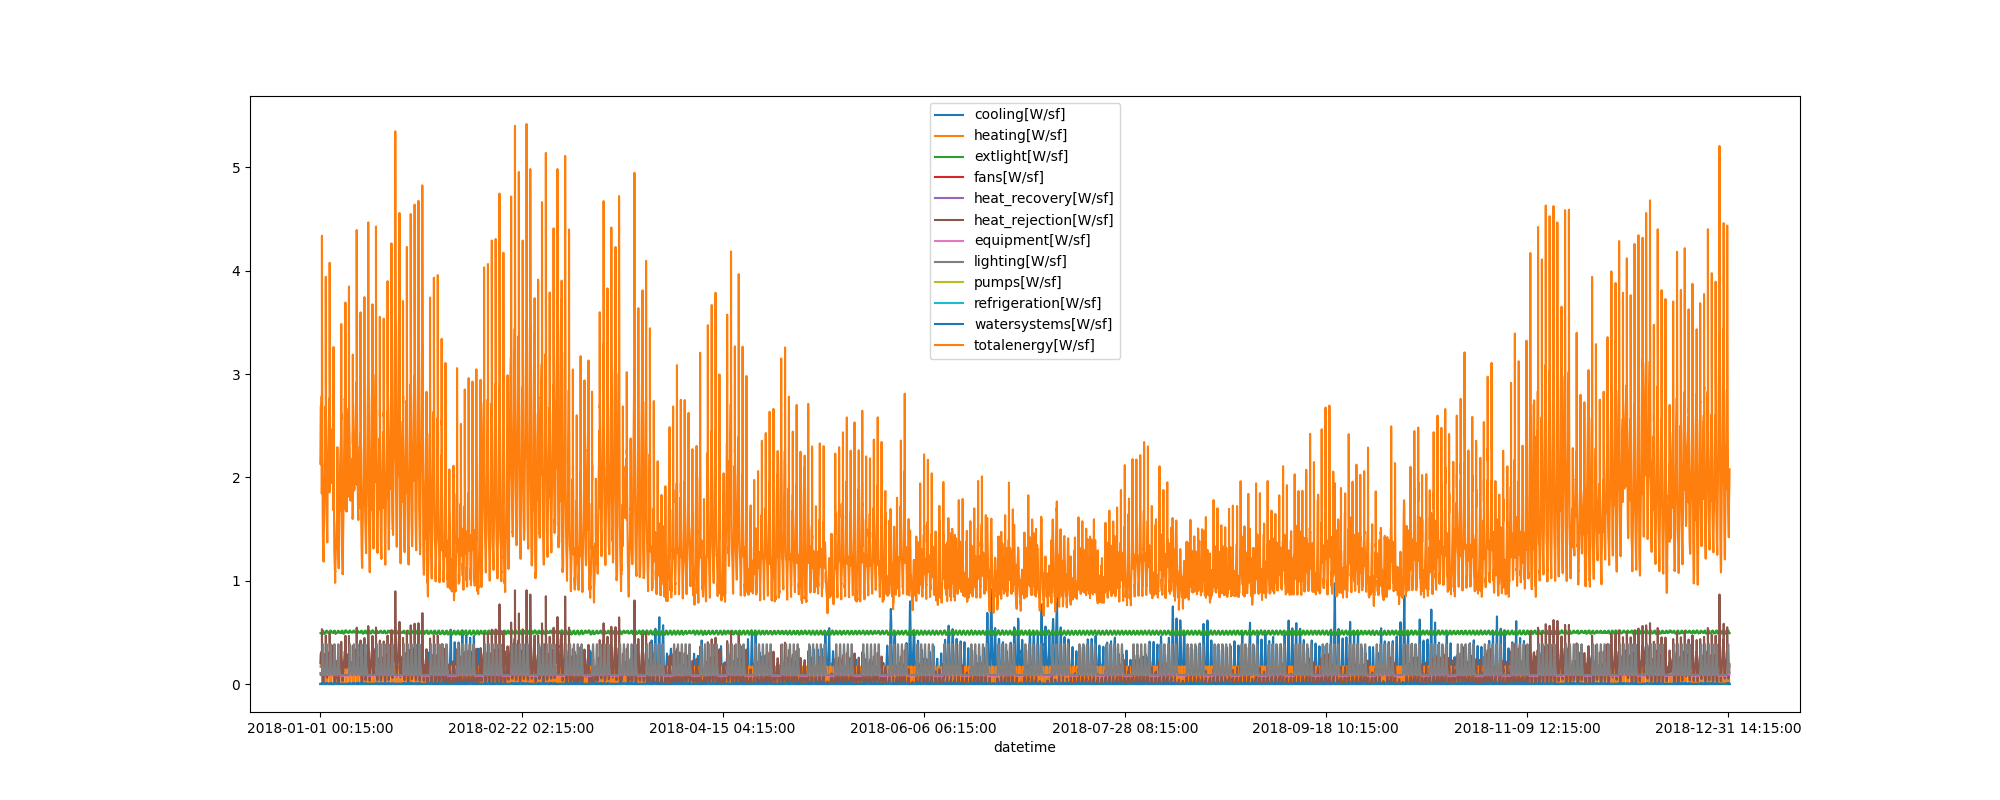 cooling[W/sf]
heating[W/sf]
extlight[W/sf]
fans[W/sf]
heat_recovery[W/sf]
heat_rejection[W/sf]
equipment[W/sf]
lighting[W/sf]
pumps[W/sf]
refrigeration[W/sf]
watersystems[W/sf]
totalenergy[W/sf]
5
4
3
2
1
0
2018-01-01 00:15:00 2018-02-22 02:15:00 2018-04-15 04:15:00 2018-06-06 06:15:00 2018-07-28 08:15:00 2018-09-18 10:15:00 2018-11-09 12:15:00 2018-12-31 14:15:00
datetime